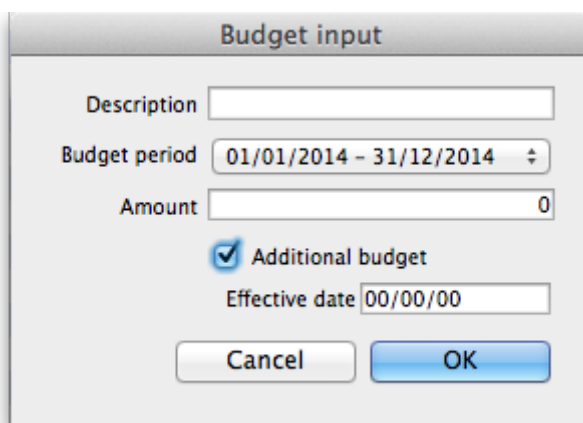 Budget input
Description
Budget period 01/01/2014 – 31/12/2014
Amount 0
Additional budget
Effective date 00/00/00
Cancel OK